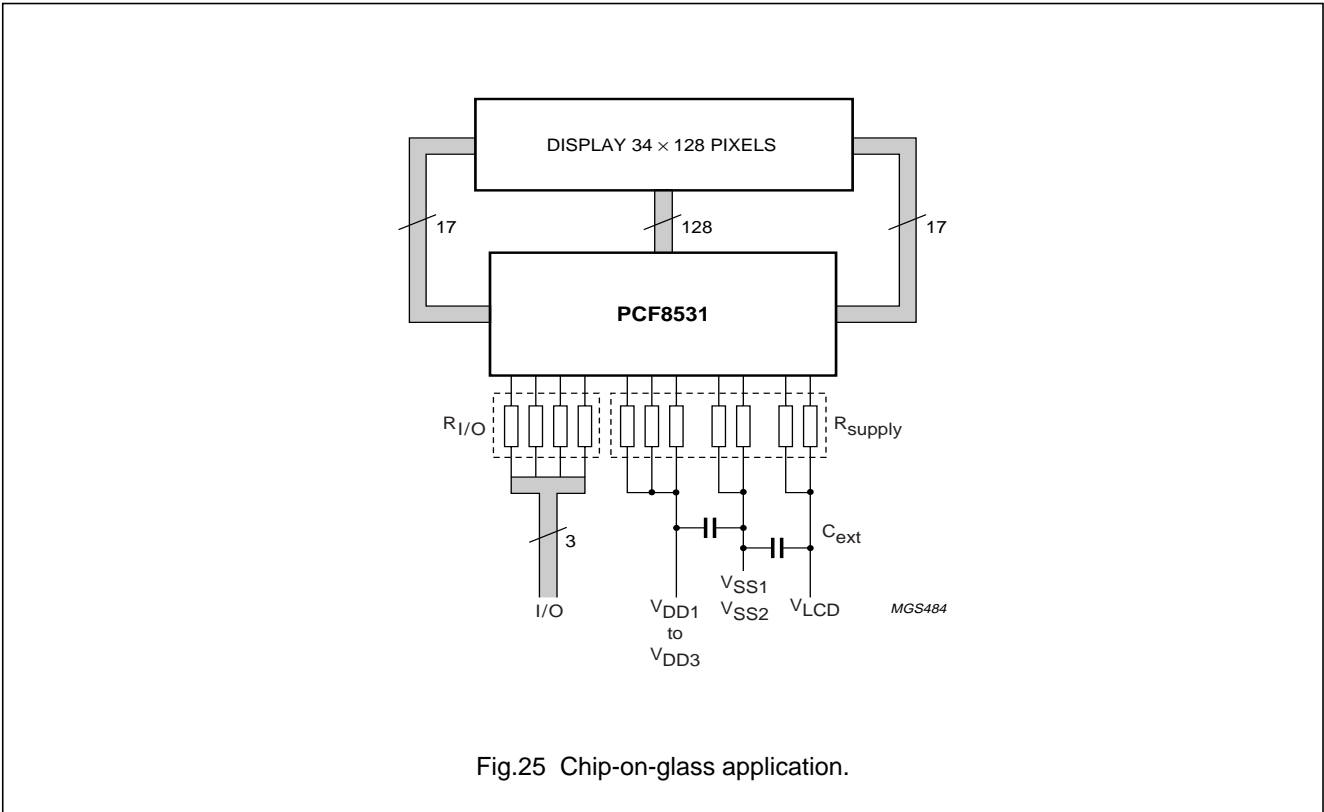 DISPLAY 34 × 128 PIXELS
17
128
17
PCF8531
RI/O
Rsupply
3
Cext
I/O
VDD1
to
VDD3
VSS1
VSS2
VLCD
MGS484
Fig.25 Chip-on-glass application.